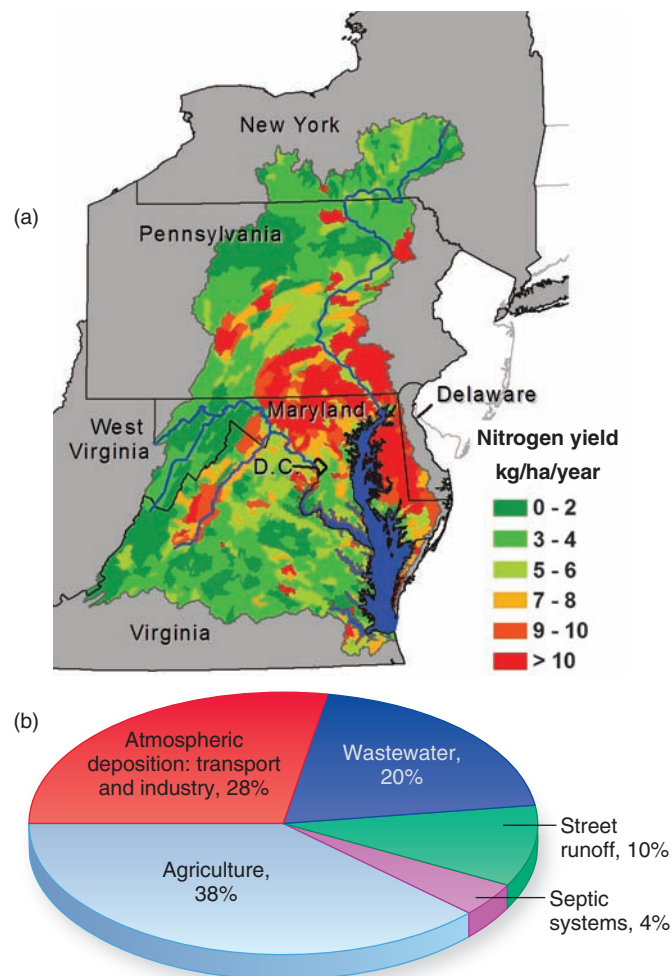 (a)
New York
Pennsylvania
Maryland
Delaware
West
Virginia
D.C.
Virginia
Nitrogen yield
kg/ha/year
0 - 2
3 - 4
5 - 6
7 - 8
9 - 10
> 10
(b)
Atmospheric
deposition: transport
and industry, 28%
Wastewater,
20%
Street
runoff, 10%
Septic
systems, 4%
Agriculture,
38%